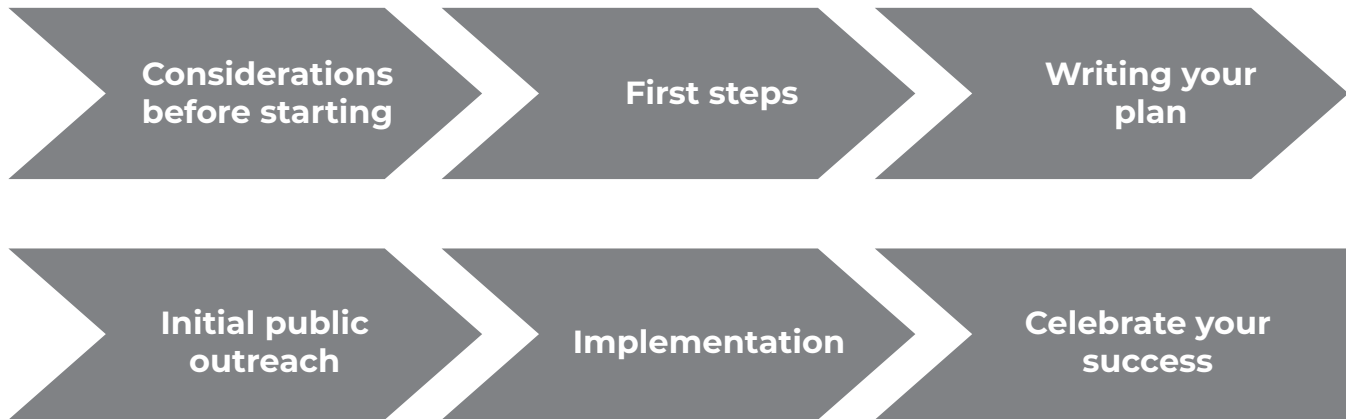 Considerations
before starting
First steps
Writing your
plan
Initial public
outreach
Implementation
Celebrate your
success